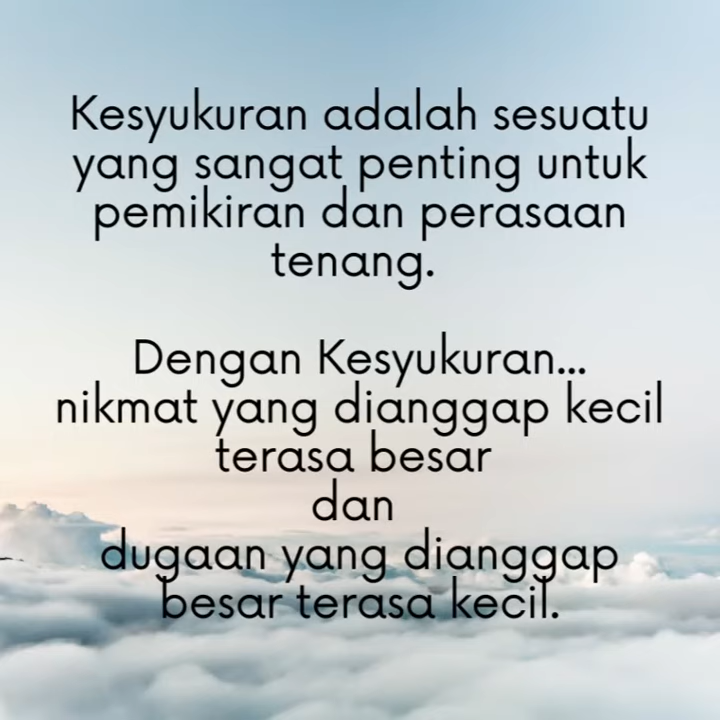 Kesyukuran adalah sesuatu
yang sangat penting untuk
pemikiran dan perasaan
tenang.
Dengan Kesyukuran...
nikmat yang dianggap kecil
terasa besar
dan
dugaan yang dianggap
besar terasa kecil.